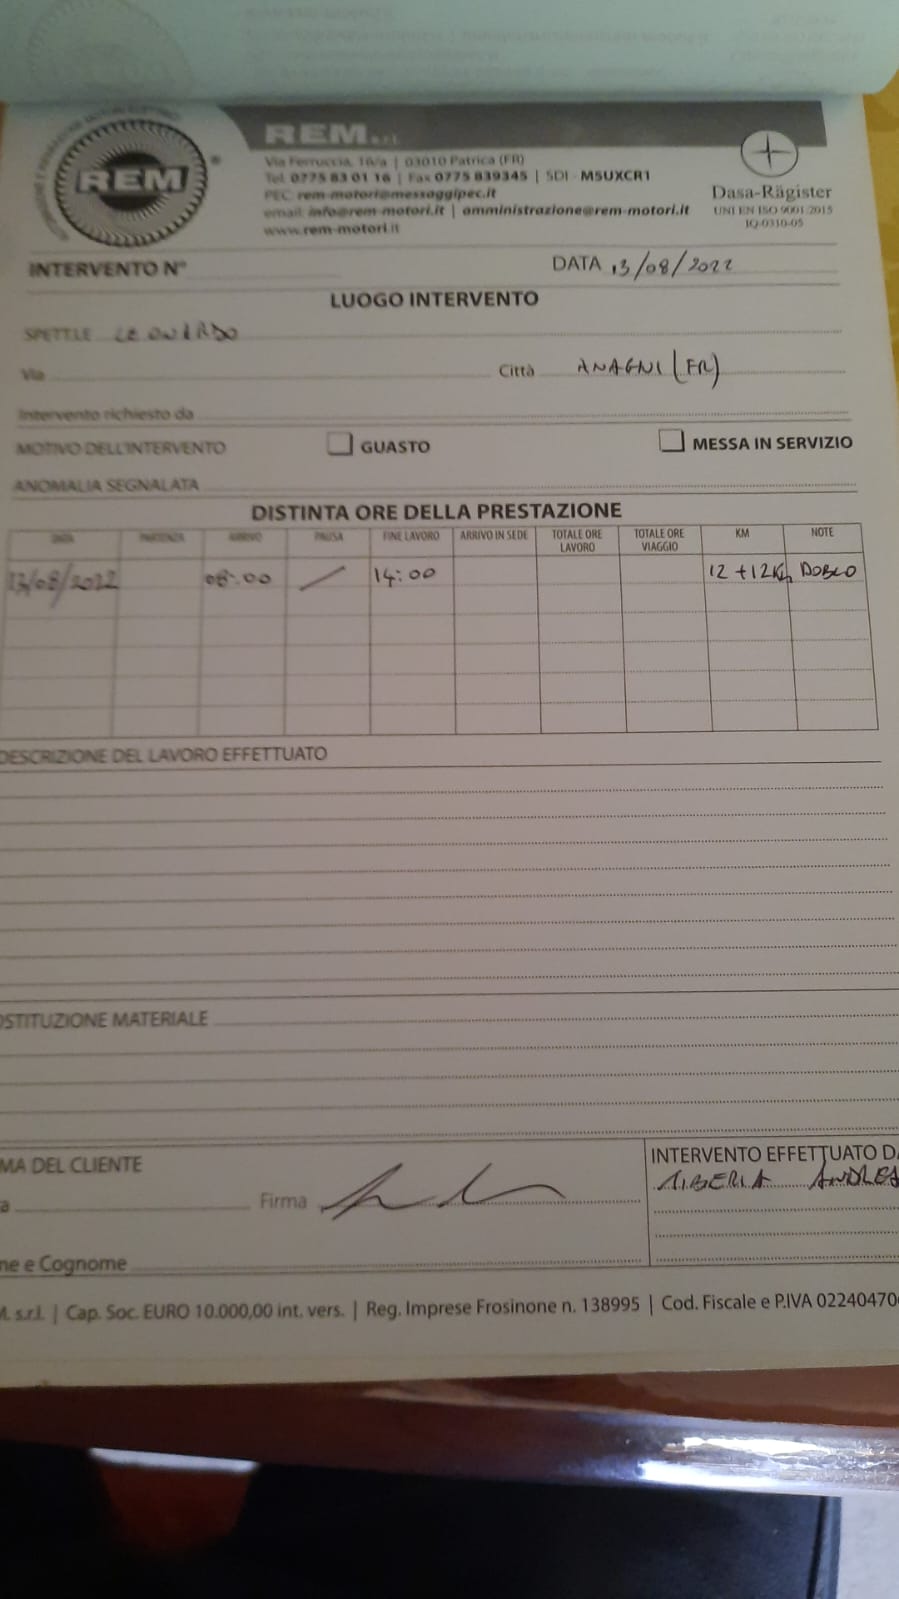 REM
REM s.r.l.
Via Ferruccia, 16/a | 03010 Patrica (FR)
Tel. 0775 83 01 16 | Fax 0775 839345 | SDI - M5UXCR1
PEC: rem-motori@messaggipec.it
email: info@rem-motori.it | amministrazione@rem-motori.it
www.rem-motori.it
Dasa-Rägister
UNI EN ISO 9001:2015
IQ-0310-05
INTERVENTO N° DATA 13/08/2022
LUOGO INTERVENTO
SPETT.LE LEONARDO
Via Città ANAGNI (FR)
Intervento richiesto da
MOTIVO DELL'INTERVENTO GUASTO MESSA IN SERVIZIO
ANOMALIA SEGNALATA
DISTINTA ORE DELLA PRESTAZIONE
DATA PARTENZA ARRIVO PAUSA FINE LAVORO ARRIVO IN SEDE TOTALE ORE LAVORO TOTALE ORE VIAGGIO KM NOTE
13/08/2022 08:00 / 14:00 12+12Km DOBLO
DESCRIZIONE DEL LAVORO EFFETTUATO
OSTITUZIONE MATERIALE
MA DEL CLIENTE INTERVENTO EFFETTUATO DA
a Firma LIBERIA ANDREA
ne e Cognome
M. s.r.l. | Cap. Soc. EURO 10.000,00 int. vers. | Reg. Imprese Frosinone n. 138995 | Cod. Fiscale e P.IVA 02240470